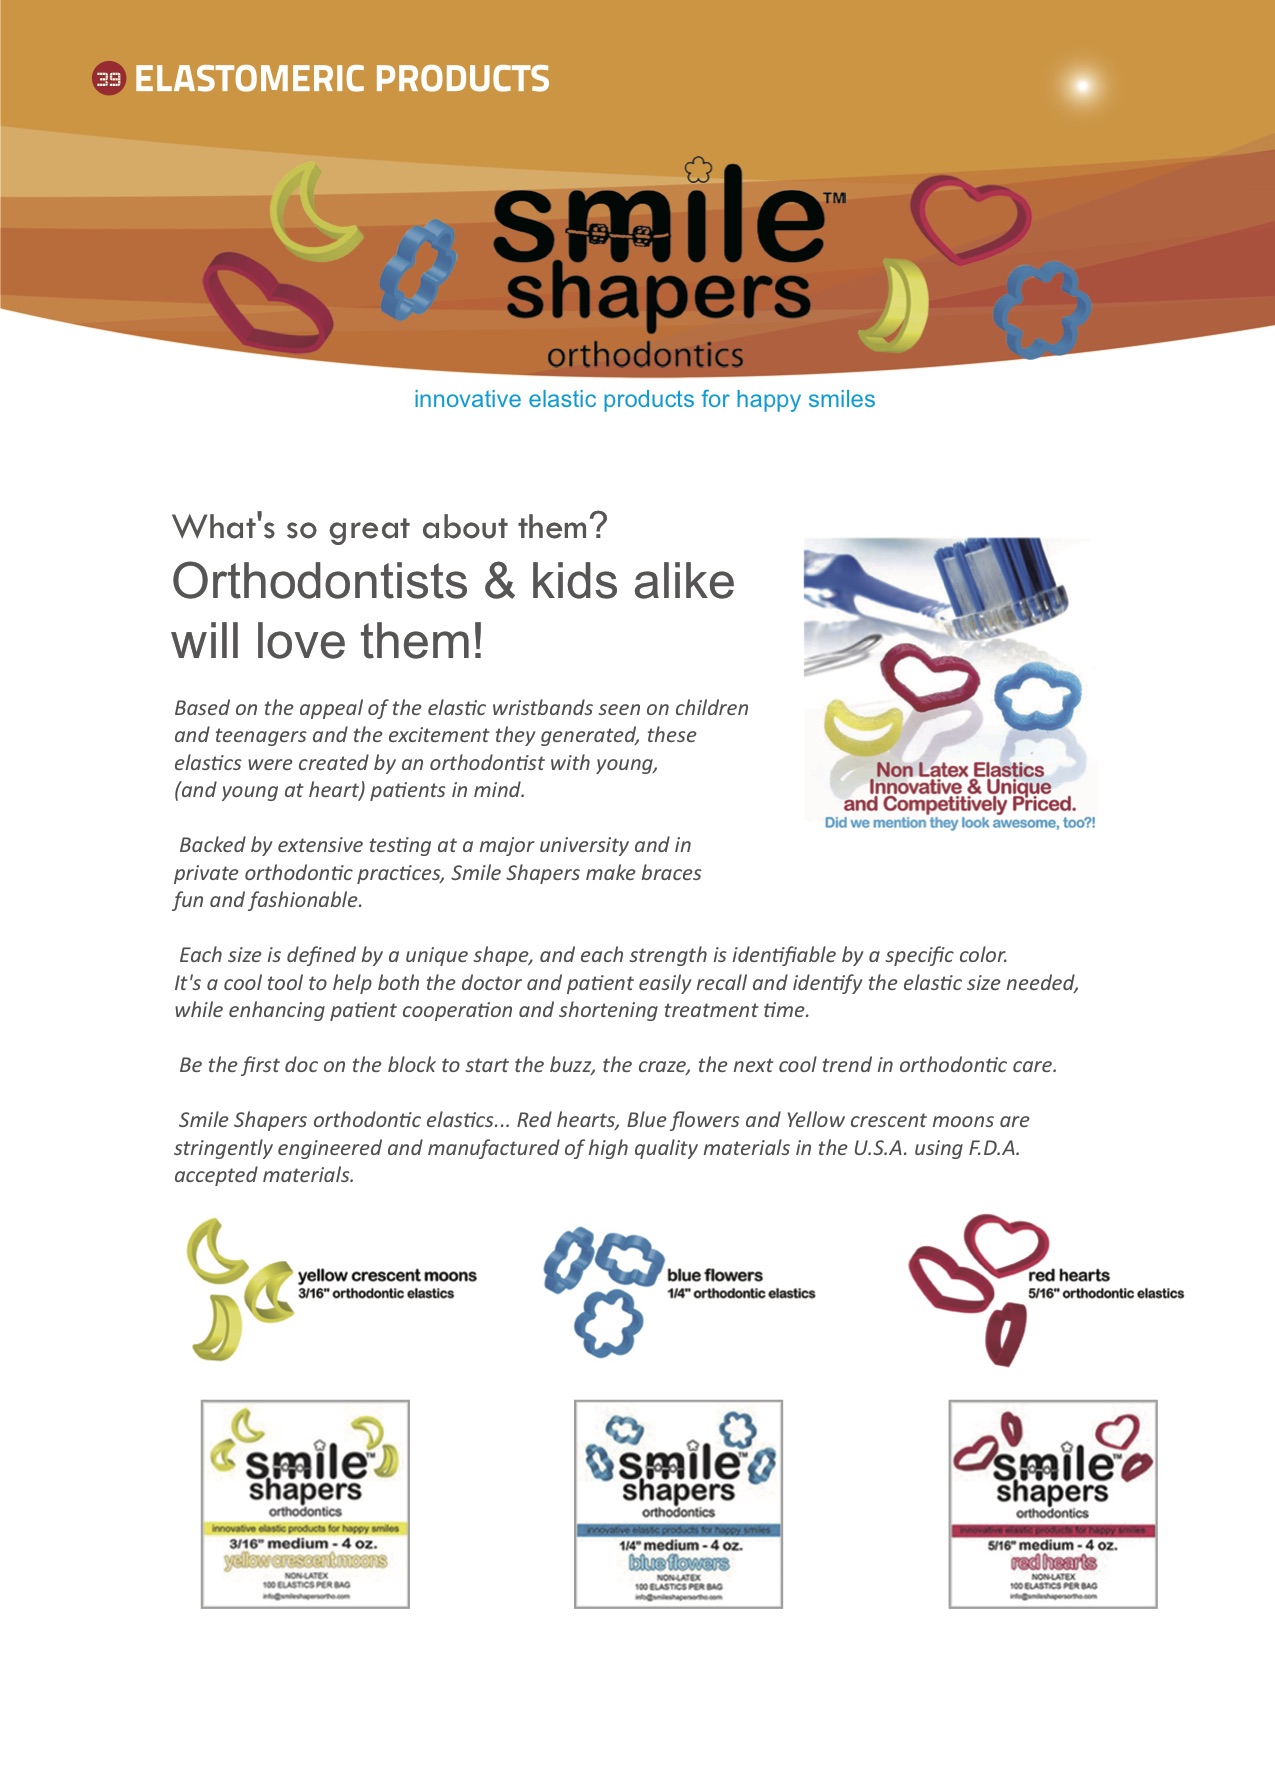 39 ELASTOMERIC PRODUCTS
smile™
shapers
orthodontics
innovative elastic products for happy smiles
What's so great about them?
Orthodontists & kids alike
will love them!
Based on the appeal of the elastic wristbands seen on children
and teenagers and the excitement they generated, these
elastics were created by an orthodontist with young,
(and young at heart) patients in mind.
Backed by extensive testing at a major university and in
private orthodontic practices, Smile Shapers make braces
fun and fashionable.
Non Latex Elastics
Innovative & Unique
and Competitively Priced.
Did we mention they look awesome, too?!
Each size is defined by a unique shape, and each strength is identifiable by a specific color.
It's a cool tool to help both the doctor and patient easily recall and identify the elastic size needed,
while enhancing patient cooperation and shortening treatment time.
Be the first doc on the block to start the buzz, the craze, the next cool trend in orthodontic care.
Smile Shapers orthodontic elastics... Red hearts, Blue flowers and Yellow crescent moons are
stringently engineered and manufactured of high quality materials in the U.S.A. using F.D.A.
accepted materials.
yellow crescent moons
3/16" orthodontic elastics
blue flowers
1/4" orthodontic elastics
red hearts
5/16" orthodontic elastics
smile™
shapers
orthodontics
innovative elastic products for happy smiles
3/16" medium - 4 oz.
yellow crescent moons
NON-LATEX
100 ELASTICS PER BAG
info@smileshapersortho.com
smile™
shapers
orthodontics
innovative elastic products for happy smiles
1/4" medium - 4 oz.
blue flowers
NON-LATEX
100 ELASTICS PER BAG
info@smileshapersortho.com
smile™
shapers
orthodontics
innovative elastic products for happy smiles
5/16" medium - 4 oz.
red hearts
NON-LATEX
100 ELASTICS PER BAG
info@smileshapersortho.com